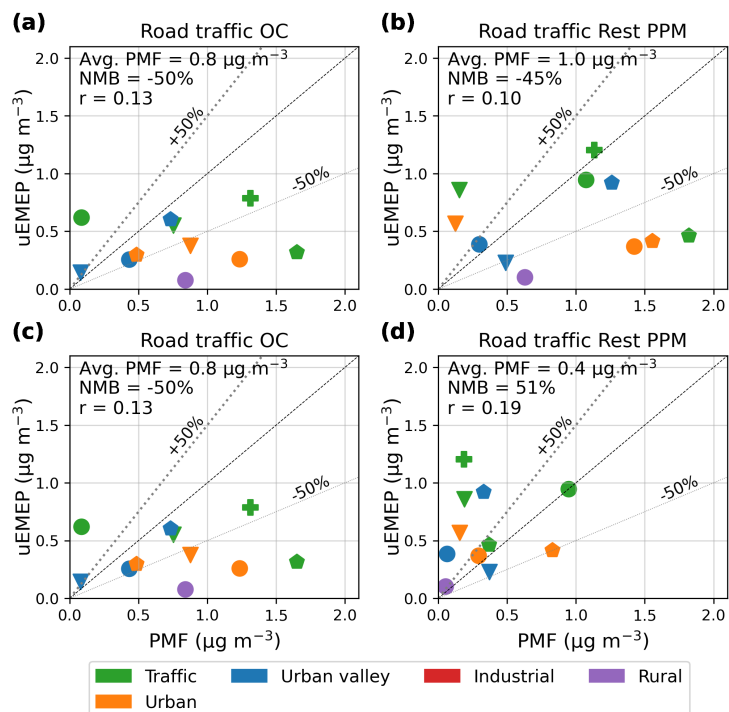 (a)
Road traffic OC
Avg. PMF = 0.8 µg m⁻³
NMB = -50%
r = 0.13
+50%
-50%
uEMEP (µg m⁻³)
2.0
1.5
1.0
0.5
0.0
0.0 0.5 1.0 1.5 2.0
(b)
Road traffic Rest PPM
Avg. PMF = 1.0 µg m⁻³
NMB = -45%
r = 0.10
+50%
-50%
uEMEP (µg m⁻³)
2.0
1.5
1.0
0.5
0.0
0.0 0.5 1.0 1.5 2.0
(c)
Road traffic OC
Avg. PMF = 0.8 µg m⁻³
NMB = -50%
r = 0.13
+50%
-50%
uEMEP (µg m⁻³)
2.0
1.5
1.0
0.5
0.0
0.0 0.5 1.0 1.5 2.0
PMF (µg m⁻³)
(d)
Road traffic Rest PPM
Avg. PMF = 0.4 µg m⁻³
NMB = 51%
r = 0.19
+50%
-50%
uEMEP (µg m⁻³)
2.0
1.5
1.0
0.5
0.0
0.0 0.5 1.0 1.5 2.0
PMF (µg m⁻³)
Traffic Urban valley Industrial Rural
Urban